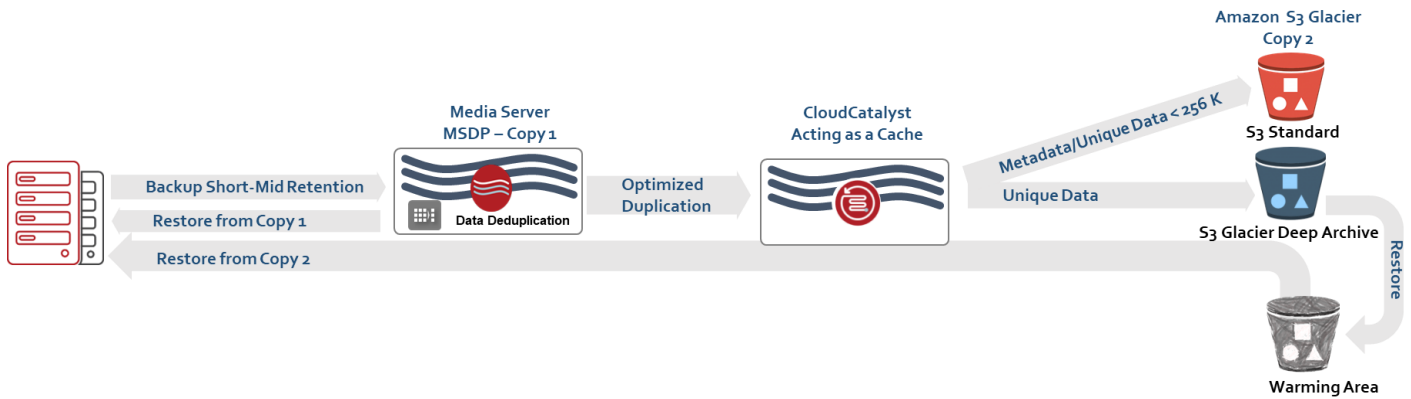 Amazon S3 Glacier
Copy 2
Media Server
MSDP – Copy 1
CloudCatalyst
Acting as a Cache
Metadata/Unique Data < 256 K
S3 Standard
Backup Short-Mid Retention
Optimized
Duplication
Unique Data
Restore from Copy 1
Data Deduplication
S3 Glacier Deep Archive
Restore from Copy 2
Restore
Warming Area